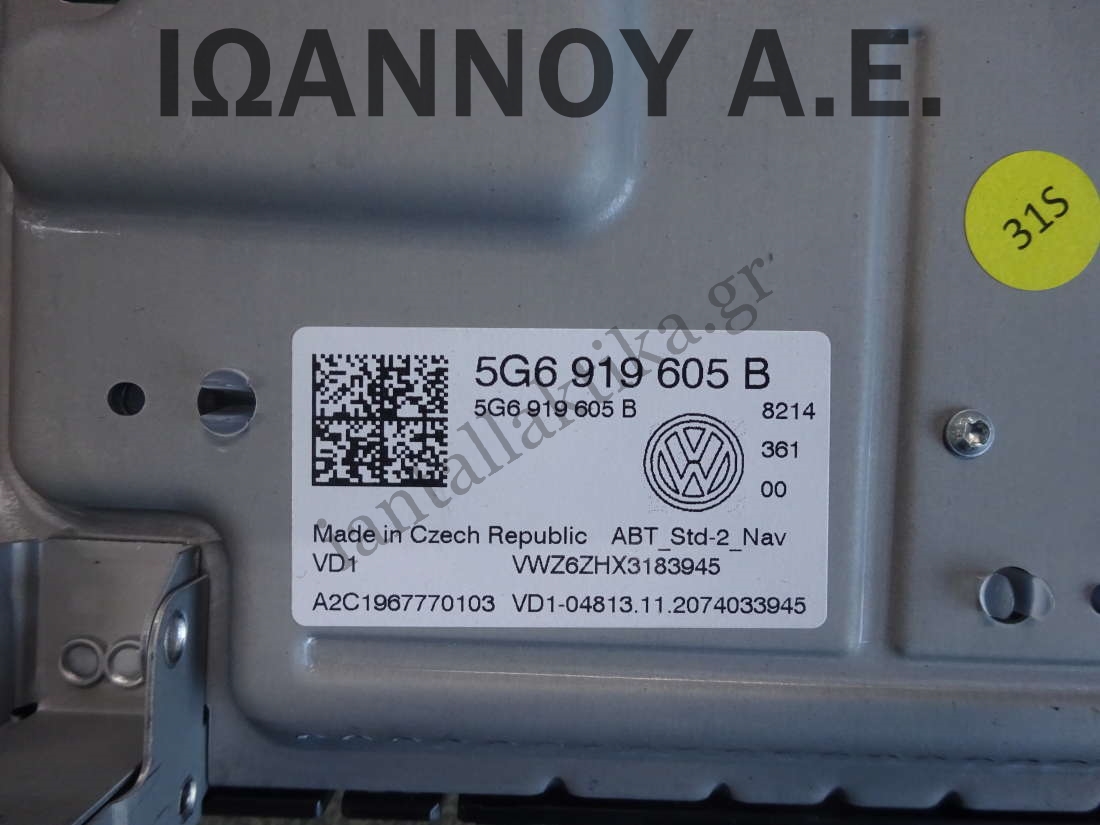 ΙΩΑΝΝΟΥ Α.Ε.
31S
iantallaktika.gr
5G6 919 605 B
5G6 919 605 B
8214
361
00
Made in Czech Republic ABT_Std-2_Nav
VD1 VWZ6ZHX3183945
A2C1967770103 VD1-04813.11.2074033945